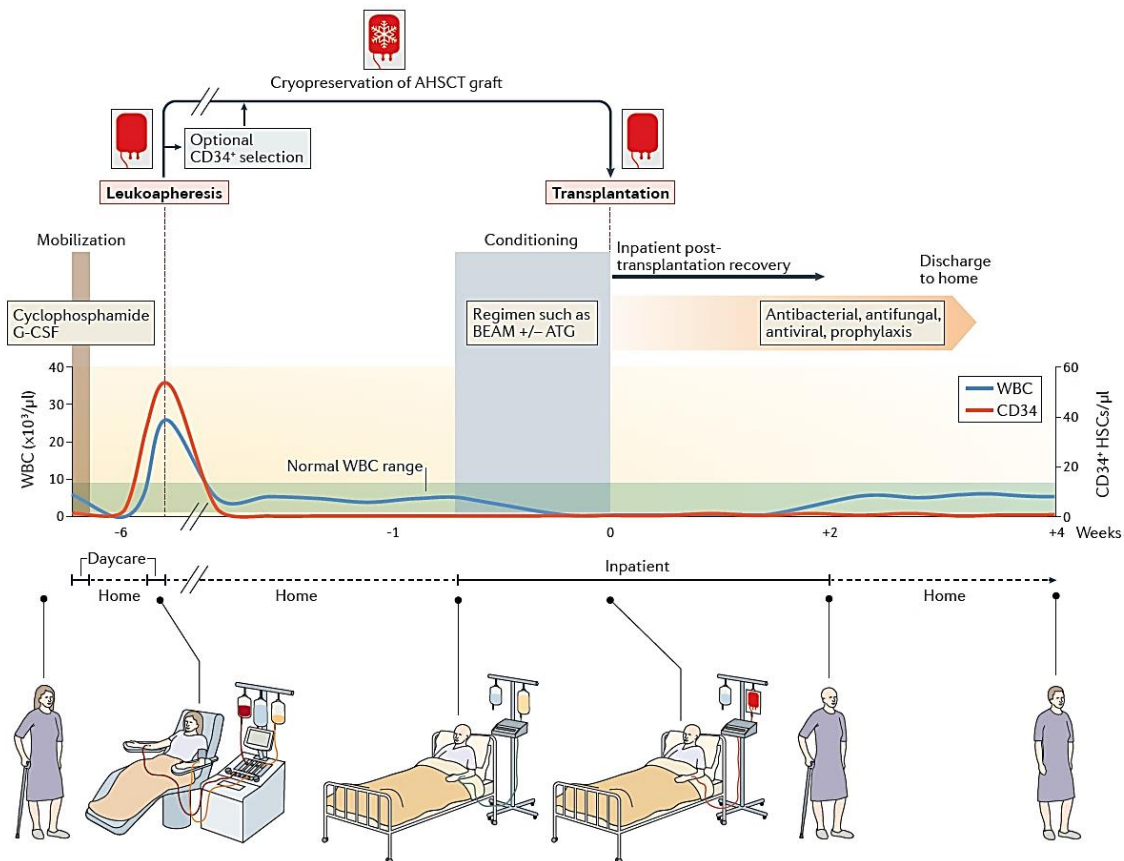 Cryopreservation of AHSCT graft
Optional
CD34⁺ selection
Leukoapheresis
Transplantation
Mobilization
Conditioning
Inpatient post-
transplantation recovery
Discharge
to home
Cyclophosphamide
G-CSF
Regimen such as
BEAM +/− ATG
Antibacterial, antifungal,
antiviral, prophylaxis
WBC (x10³/µl)
40
30
20
10
0
Normal WBC range
WBC
CD34
60
40
20
0
CD34⁺ HSCs/µl
-6
-1
0
+2
+4
Weeks
Daycare
Home
Home
Inpatient
Home